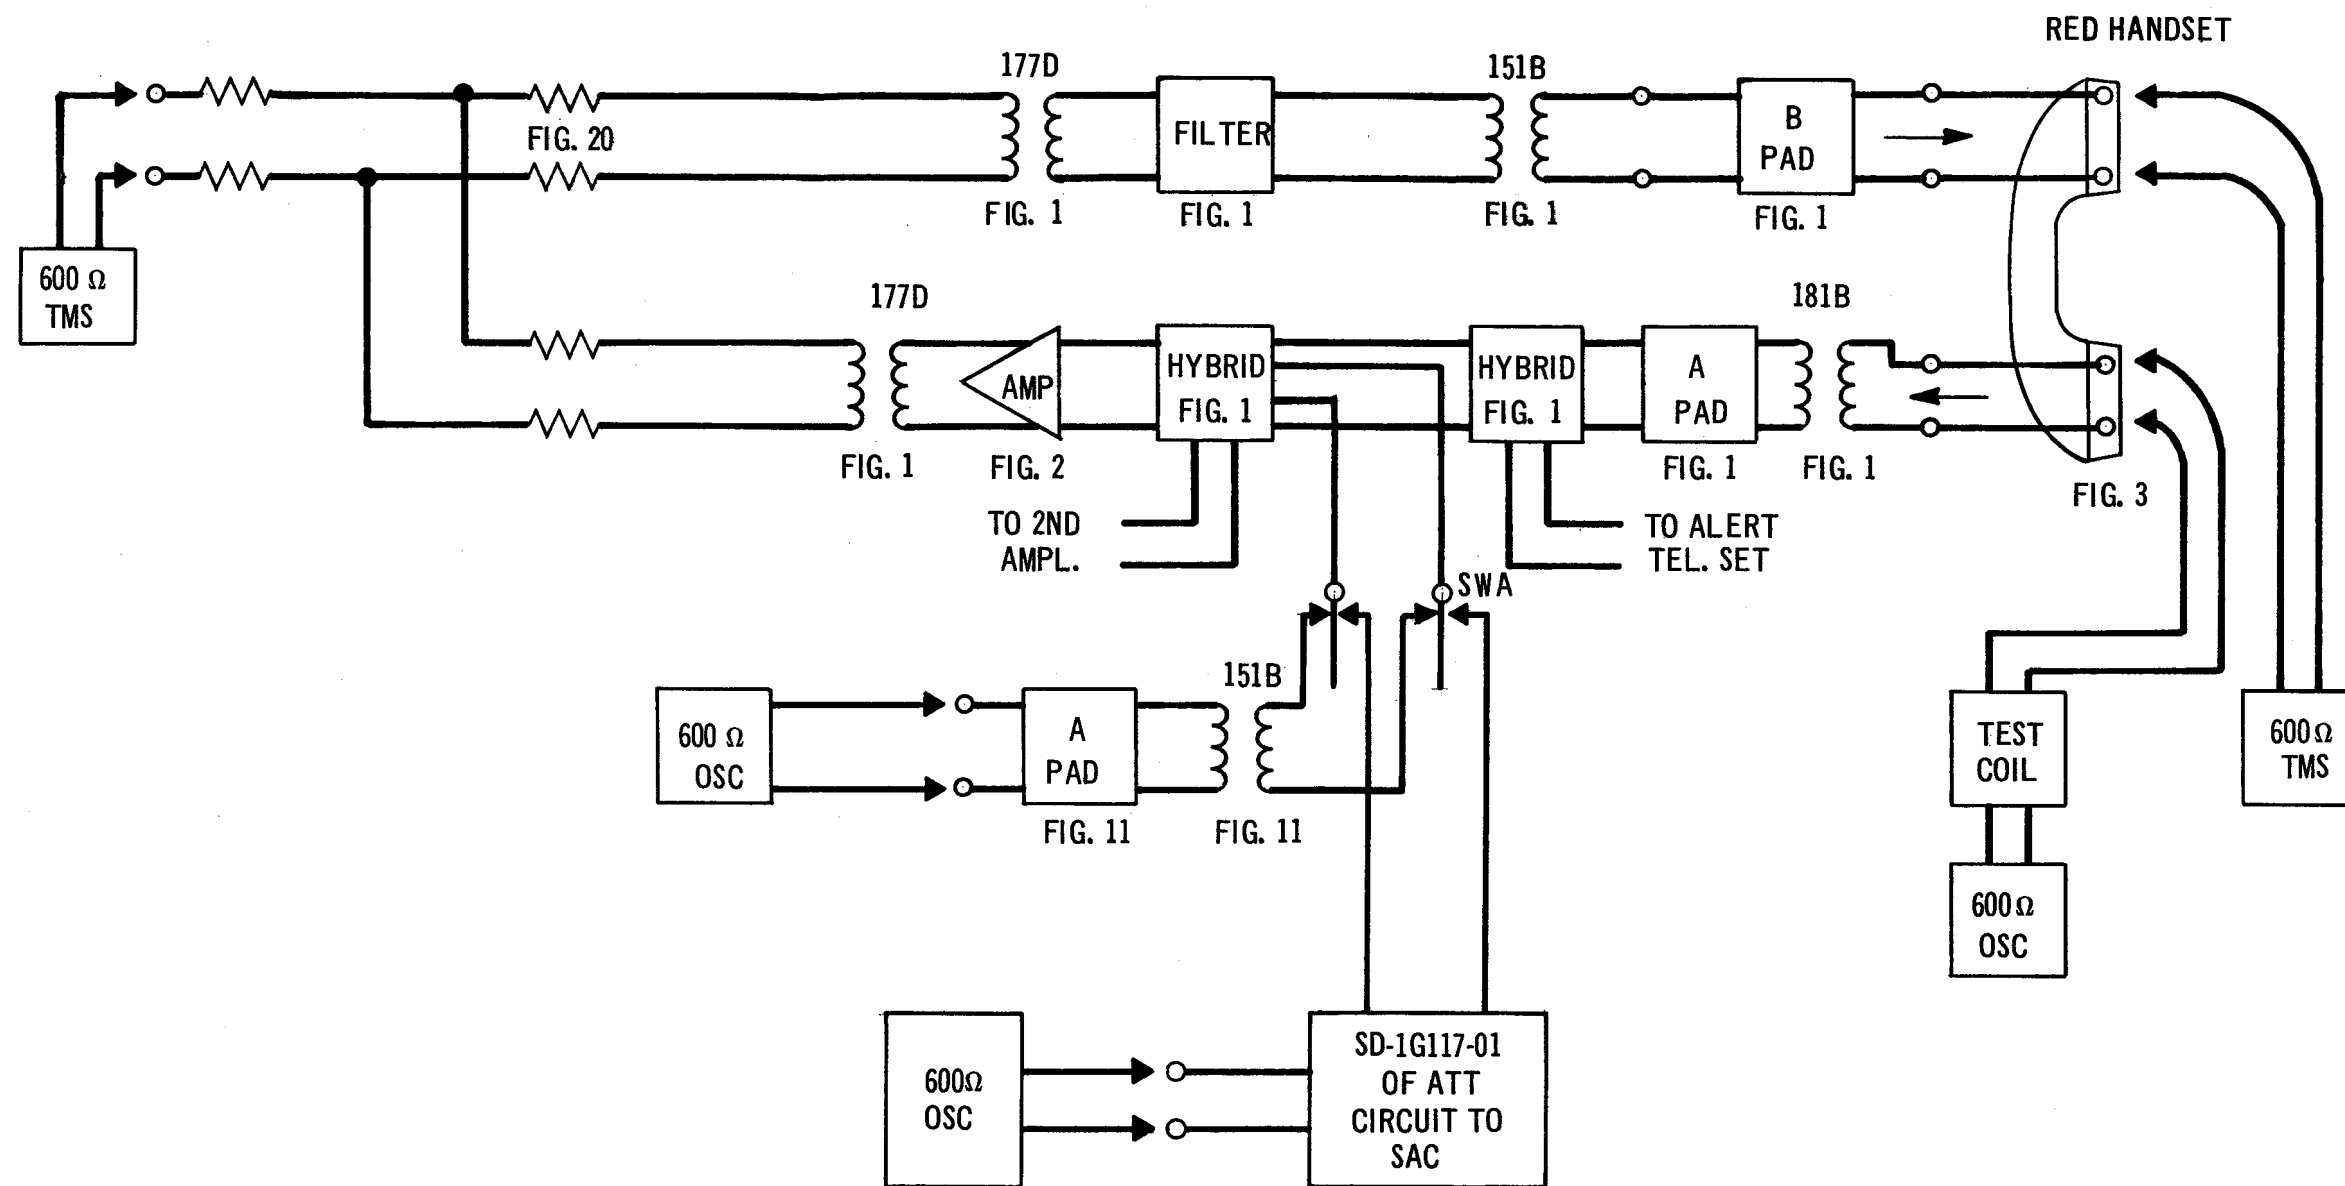 RED HANDSET
177D
151B
FIG. 20
FILTER
B
PAD
FIG. 1
FIG. 1
FIG. 1
FIG. 1
600 Ω
TMS
177D
181B
AMP
HYBRID
FIG. 1
HYBRID
FIG. 1
A
PAD
FIG. 1
FIG. 2
FIG. 1
FIG. 1
FIG. 3
TO 2ND
AMPL.
TO ALERT
TEL. SET
SWA
151B
600 Ω
OSC
A
PAD
FIG. 11
FIG. 11
TEST
COIL
600 Ω
TMS
600 Ω
OSC
600Ω
OSC
SD-1G117-01
OF ATT
CIRCUIT TO
SAC